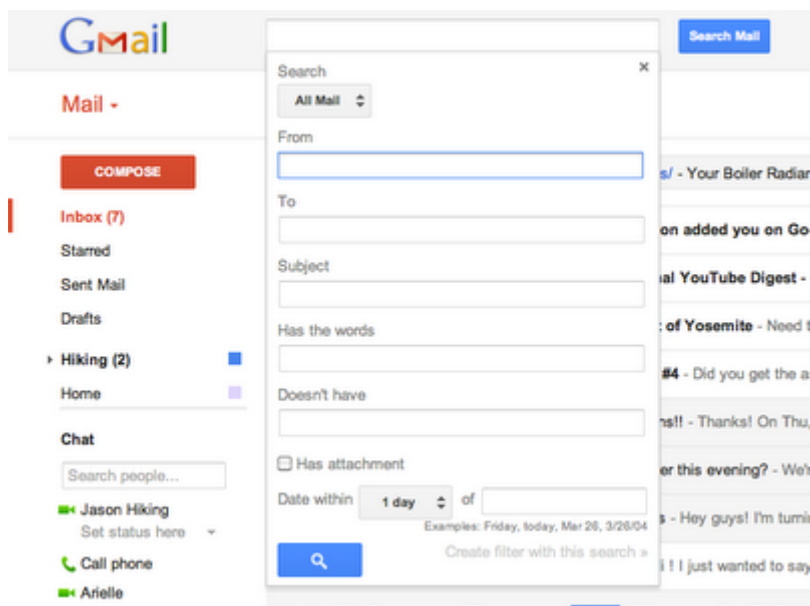 Gmail
Search Mail
Mail
COMPOSE
Inbox (7)
Starred
Sent Mail
Drafts
Hiking (2)
Home
Chat
Search people...
Jason Hiking
Set status here
Call phone
Arielle
Search
×
All Mail
From
To
Subject
Has the words
Doesn't have
Has attachment
Date within 1 day of
Examples: Friday, today, Mar 26, 3/26/04
Create filter with this search »
s/ - Your Boiler Radiar
on added you on Go
al YouTube Digest -
t of Yosemite - Need t
#4 - Did you get the a
ns!! - Thanks! On Thu,
er this evening? - We'r
s - Hey guys! I'm turni
i ! I just wanted to say